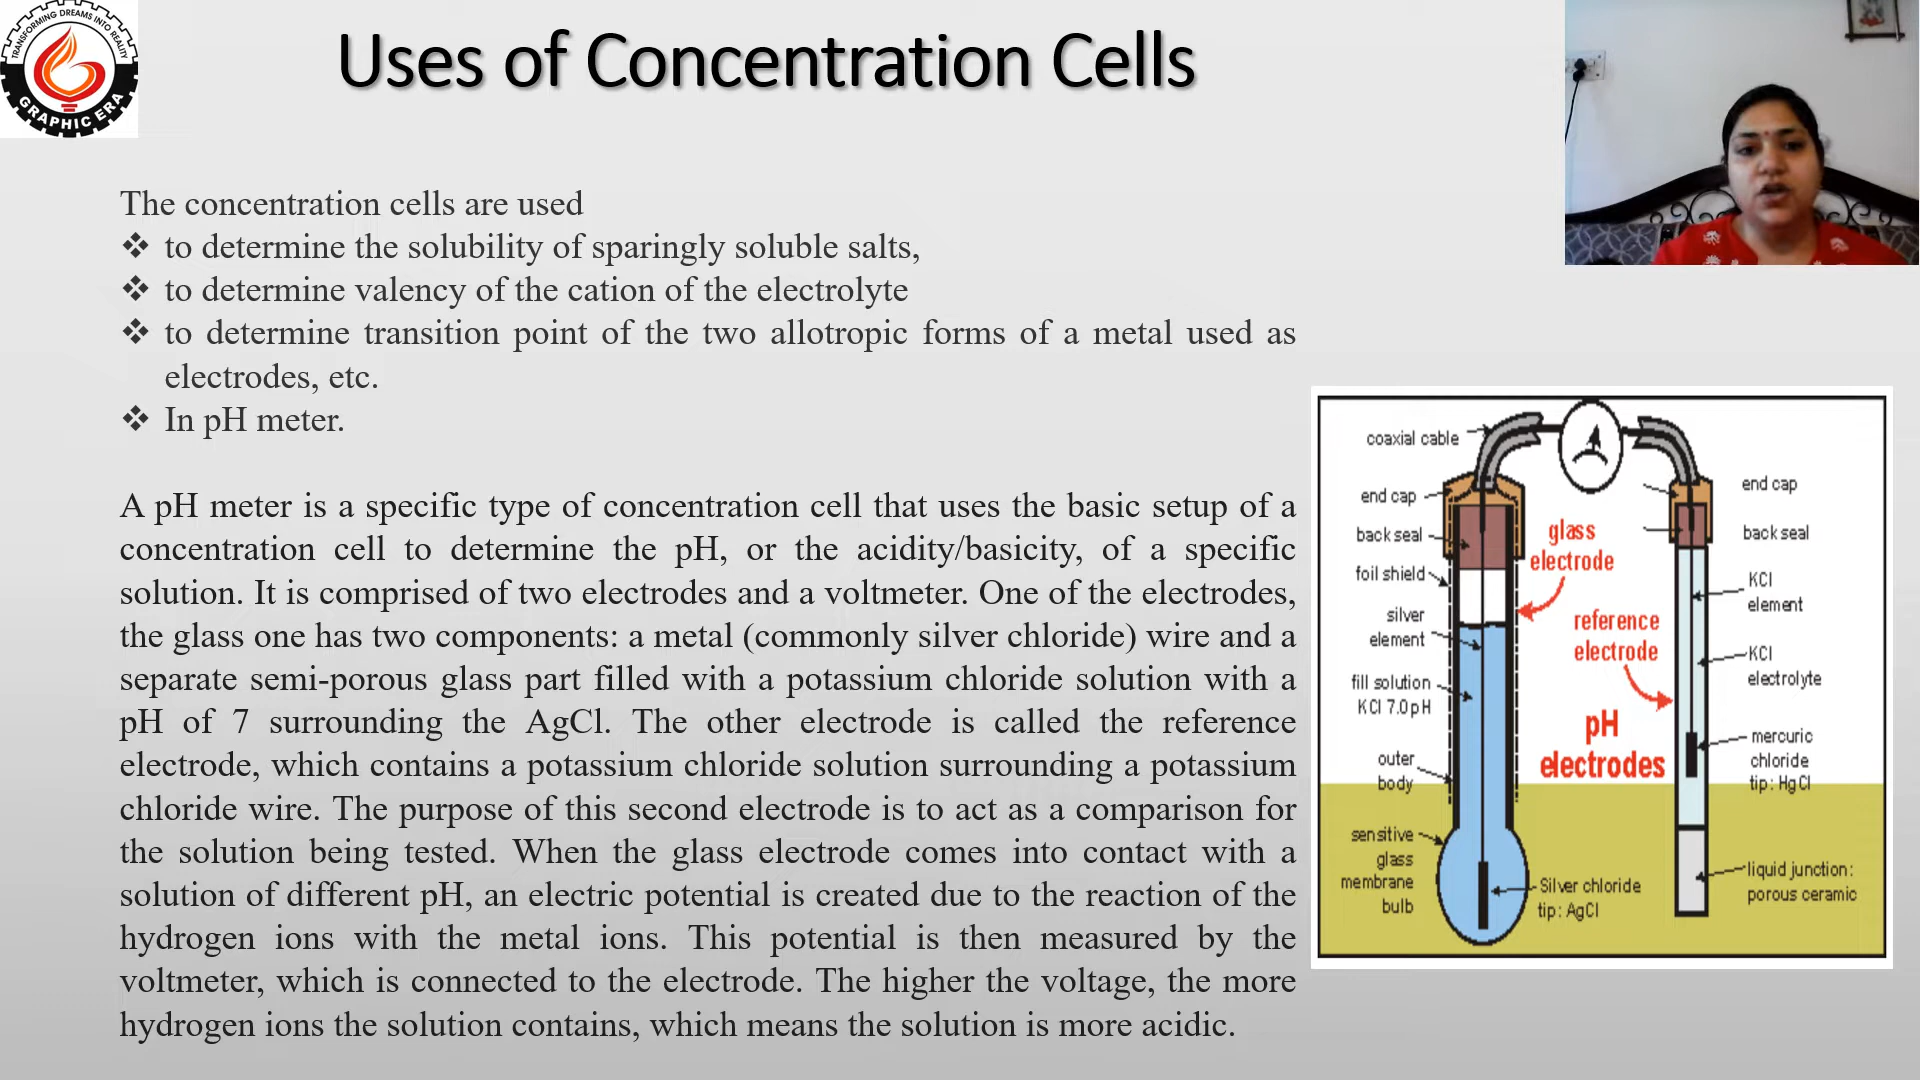 TRANSFORMING DREAMS INTO REALITY
GRAPHIC ERA
Uses of Concentration Cells
The concentration cells are used
❖ to determine the solubility of sparingly soluble salts,
❖ to determine valency of the cation of the electrolyte
❖ to determine transition point of the two allotropic forms of a metal used as
electrodes, etc.
❖ In pH meter.
A pH meter is a specific type of concentration cell that uses the basic setup of a
concentration cell to determine the pH, or the acidity/basicity, of a specific
solution. It is comprised of two electrodes and a voltmeter. One of the electrodes,
the glass one has two components: a metal (commonly silver chloride) wire and a
separate semi-porous glass part filled with a potassium chloride solution with a
pH of 7 surrounding the AgCl. The other electrode is called the reference
electrode, which contains a potassium chloride solution surrounding a potassium
chloride wire. The purpose of this second electrode is to act as a comparison for
the solution being tested. When the glass electrode comes into contact with a
solution of different pH, an electric potential is created due to the reaction of the
hydrogen ions with the metal ions. This potential is then measured by the
voltmeter, which is connected to the electrode. The higher the voltage, the more
hydrogen ions the solution contains, which means the solution is more acidic.
coaxial cable
end cap
back seal
foil shield
silver
element
fill solution
KCl 7.0 pH
outer
body
sensitive
glass
membrane
bulb
glass
electrode
reference
electrode
pH
electrodes
Silver chloride
tip: AgCl
end cap
back seal
KCl
element
KCl
electrolyte
mercuric
chloride
tip: HgCl
liquid junction:
porous ceramic